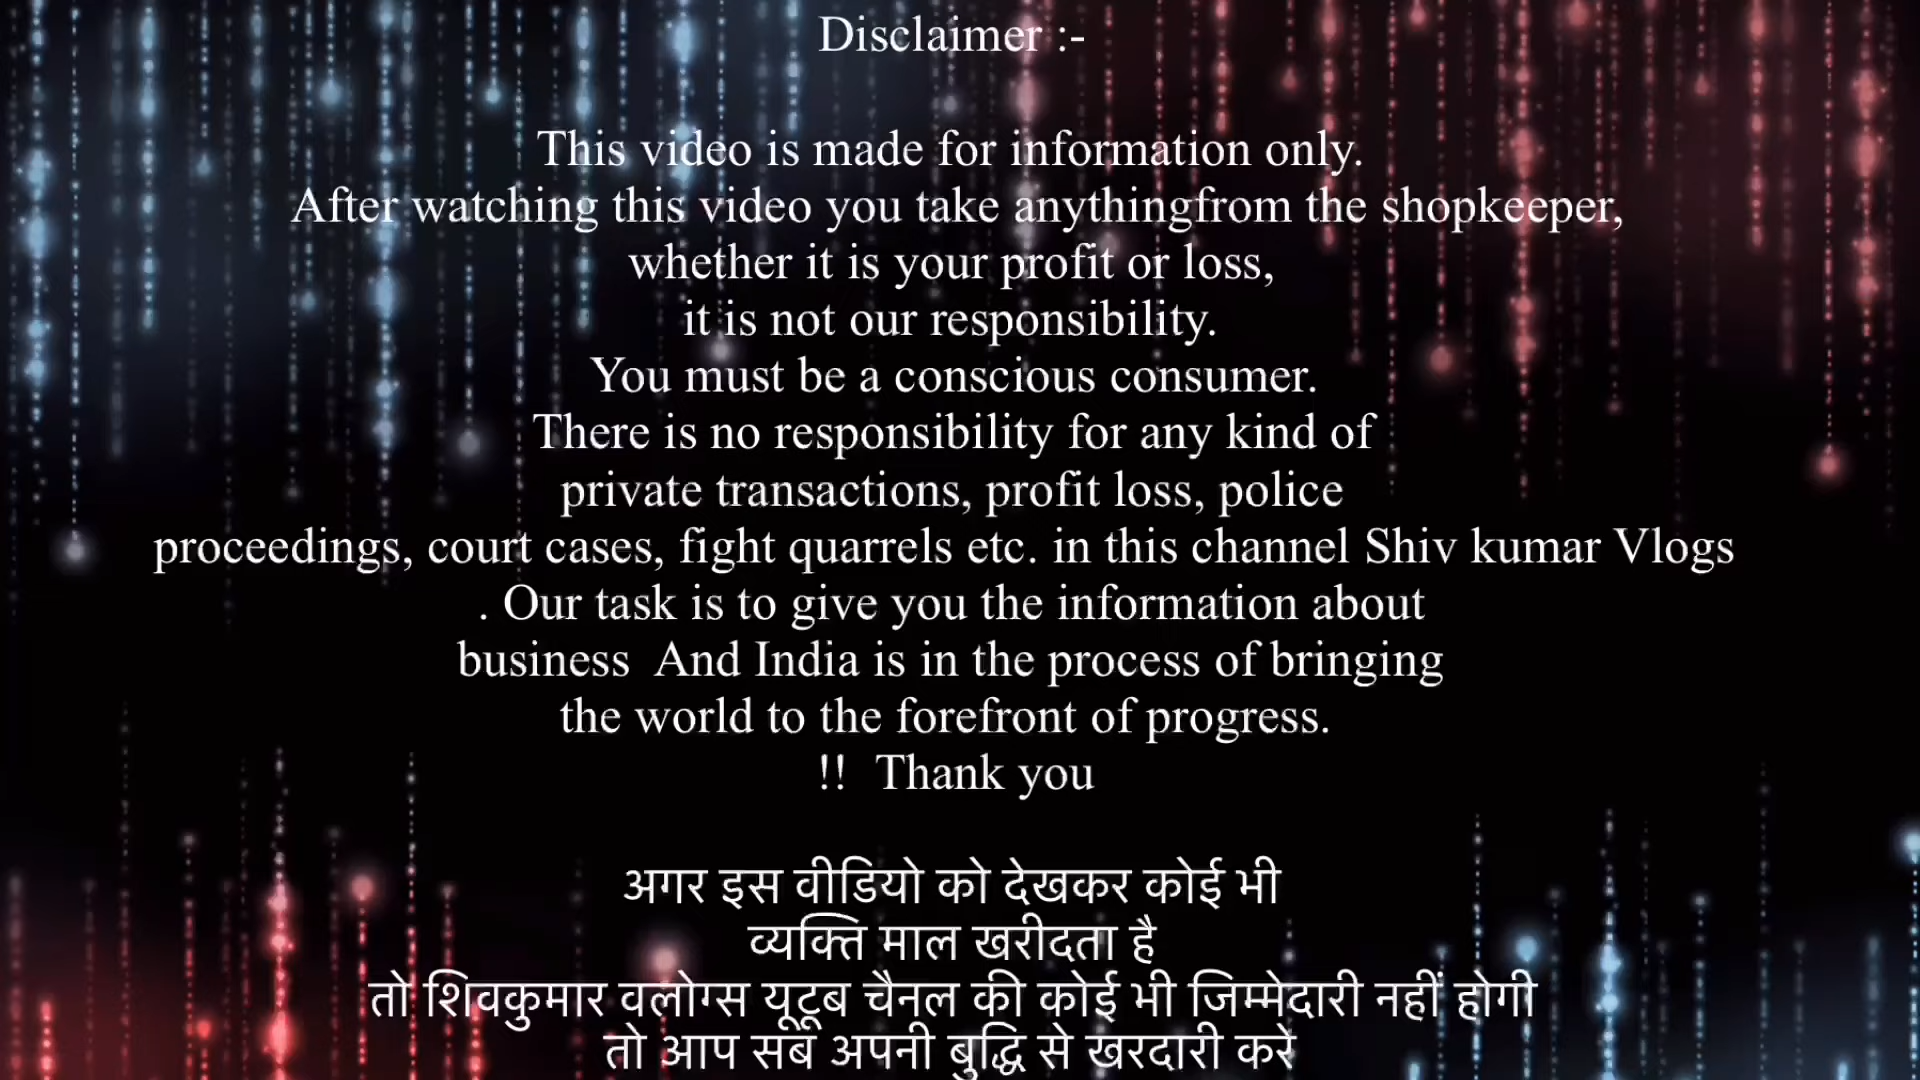 Disclaimer :-
This video is made for information only.
After watching this video you take anythingfrom the shopkeeper,
whether it is your profit or loss,
it is not our responsibility.
You must be a conscious consumer.
There is no responsibility for any kind of
private transactions, profit loss, police
proceedings, court cases, fight quarrels etc. in this channel Shiv kumar Vlogs
. Our task is to give you the information about
business  And India is in the process of bringing
the world to the forefront of progress.
!!  Thank you
अगर इस वीडियो को देखकर कोई भी
व्यक्ति माल खरीदता है
तो शिवकुमार वलोग्स यूटूब चैनल की कोई भी जिम्मेदारी नहीं होगी
तो आप सब अपनी बुद्धि से खरदारी करे